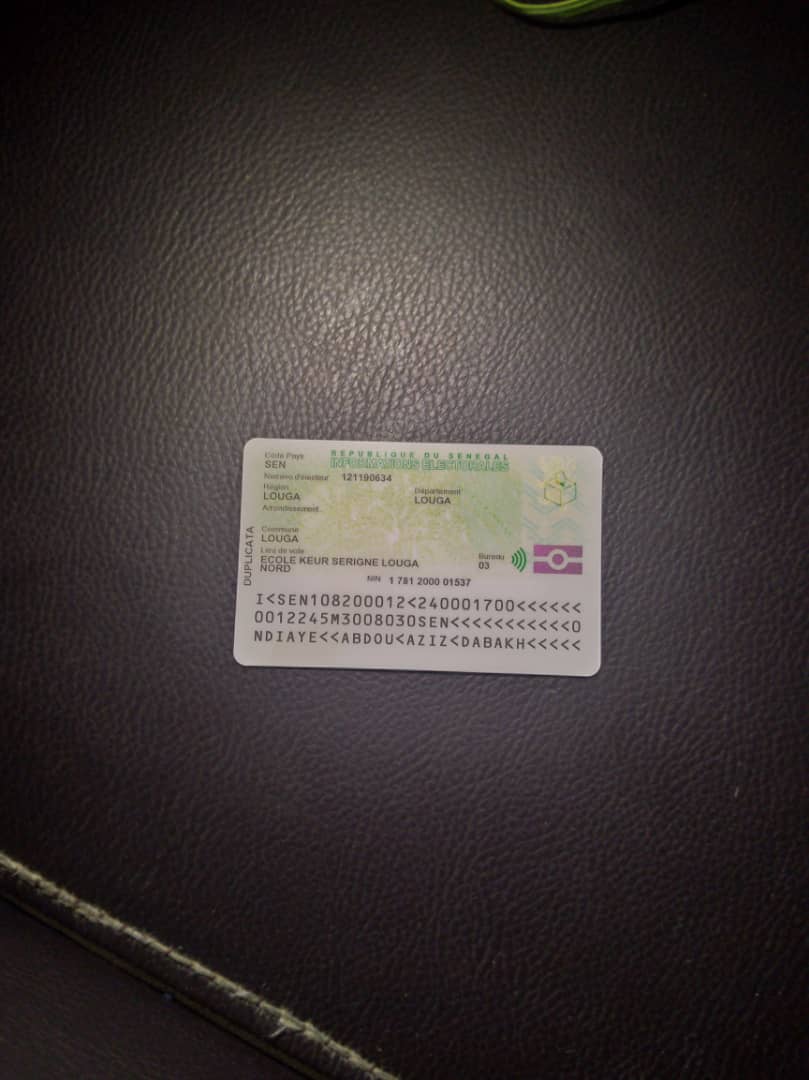 REPUBLIQUE DU SENEGAL
INFORMATIONS ELECTORALES
Code Pays
SEN
Numéro d'électeur 121190634
Région
LOUGA
Département
LOUGA
Arrondissement
Commune
LOUGA
Lieu de vote
ECOLE KEUR SERIGNE LOUGA
NORD
Bureau
03
NIN 1 781 2000 01537
DUPLICATA
I<SEN108200012<240001700<<<<<<
0012245M3008030SEN<<<<<<<<<<<0
NDIAYE<<ABDOU<AZIZ<DABAKH<<<<<